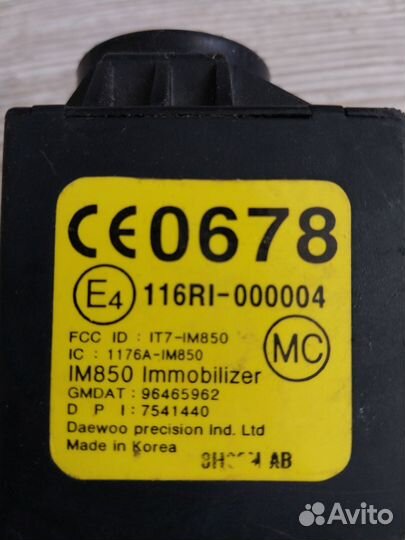 CE0678
E4 116RI-000004
FCC ID : IT7-IM850
IC : 1176A-IM850
MC
IM850 Immobilizer
GMDAT : 96465962
D P I : 7541440
Daewoo precision Ind. Ltd
Made in Korea
AB
Avito